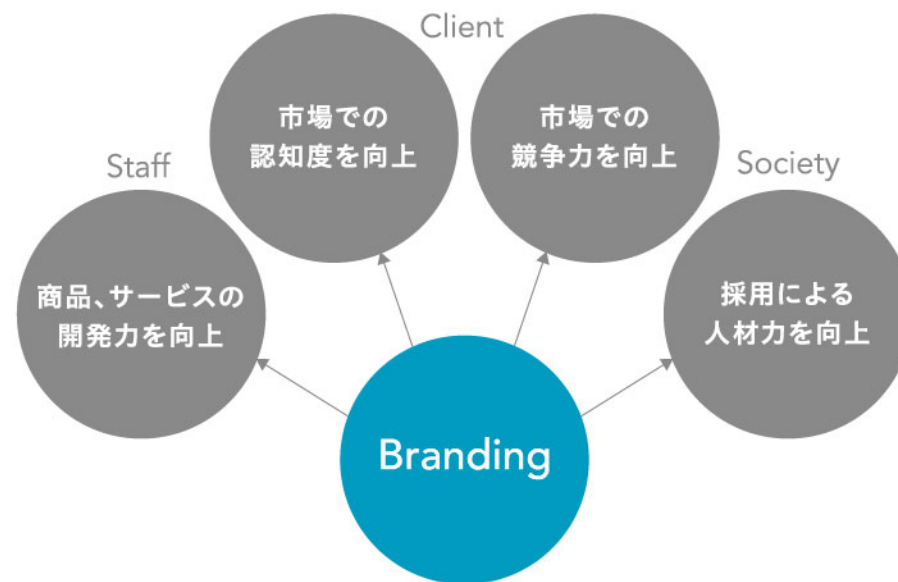 Client
市場での
認知度を向上
市場での
競争力を向上
Staff
Society
商品、サービスの
開発力を向上
採用による
人材力を向上
Branding